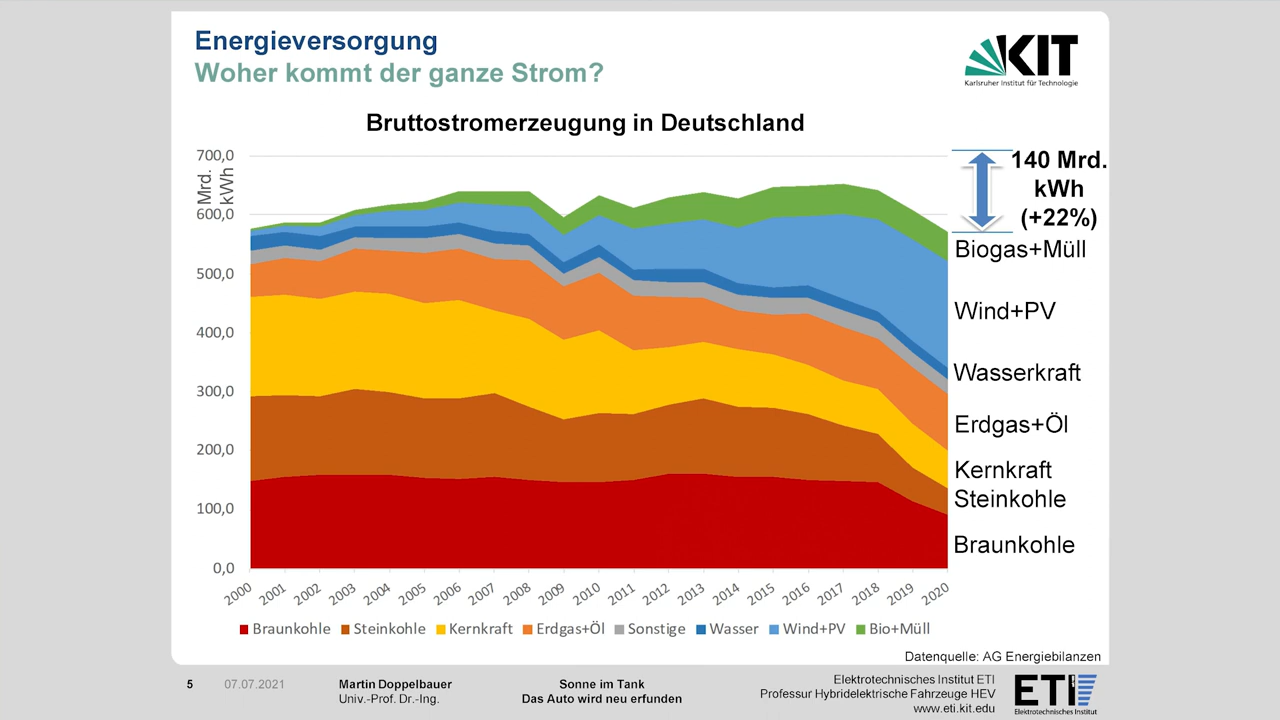 Energieversorgung
Woher kommt der ganze Strom?
KIT
Karlsruher Institut für Technologie
Bruttostromerzeugung in Deutschland
Mrd.
kWh
700,0
600,0
500,0
400,0
300,0
200,0
100,0
0,0
140 Mrd.
kWh
(+22%)
Biogas+Müll
Wind+PV
Wasserkraft
Erdgas+Öl
Kernkraft
Steinkohle
Braunkohle
2000 2001 2002 2003 2004 2005 2006 2007 2008 2009 2010 2011 2012 2013 2014 2015 2016 2017 2018 2019 2020
Braunkohle Steinkohle Kernkraft Erdgas+Öl Sonstige Wasser Wind+PV Bio+Müll
Datenquelle: AG Energiebilanzen
5 07.07.2021
Martin Doppelbauer
Univ.-Prof. Dr.-Ing.
Sonne im Tank
Das Auto wird neu erfunden
Elektrotechnisches Institut ETI
Professur Hybridelektrische Fahrzeuge HEV
www.eti.kit.edu
ETI
Elektrotechnisches Institut